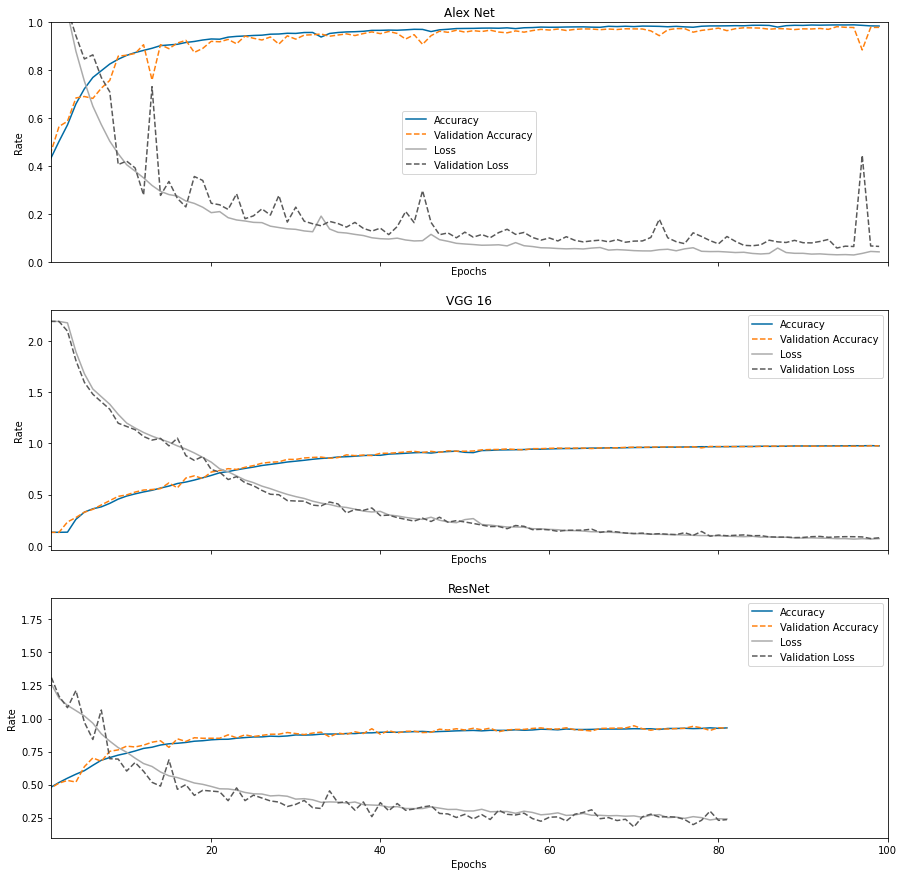 Alex Net
1.0
0.8
0.6
0.4
0.2
0.0
Rate
Accuracy
Validation Accuracy
Loss
Validation Loss
Epochs
VGG 16
2.0
1.5
1.0
0.5
0.0
Rate
Accuracy
Validation Accuracy
Loss
Validation Loss
Epochs
ResNet
1.75
1.50
1.25
1.00
0.75
0.50
0.25
Rate
Accuracy
Validation Accuracy
Loss
Validation Loss
20 40 60 80 100
Epochs